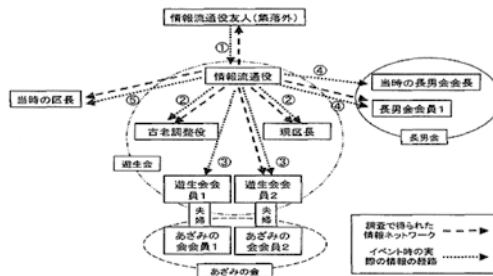 情報流通役友人（集落外）
①
情報流通役
④
当時の区長
⑤
②
②
④
当時の長男会会長
長男会会員1
長男会
古老調整役
現区長
遊生会
③
③
遊生会会員1
遊生会会員2
夫婦
夫婦
あざみの会会員1
あざみの会会員2
あざみの会
調査で得られた情報ネットワーク
イベント時の実際の情報の経路